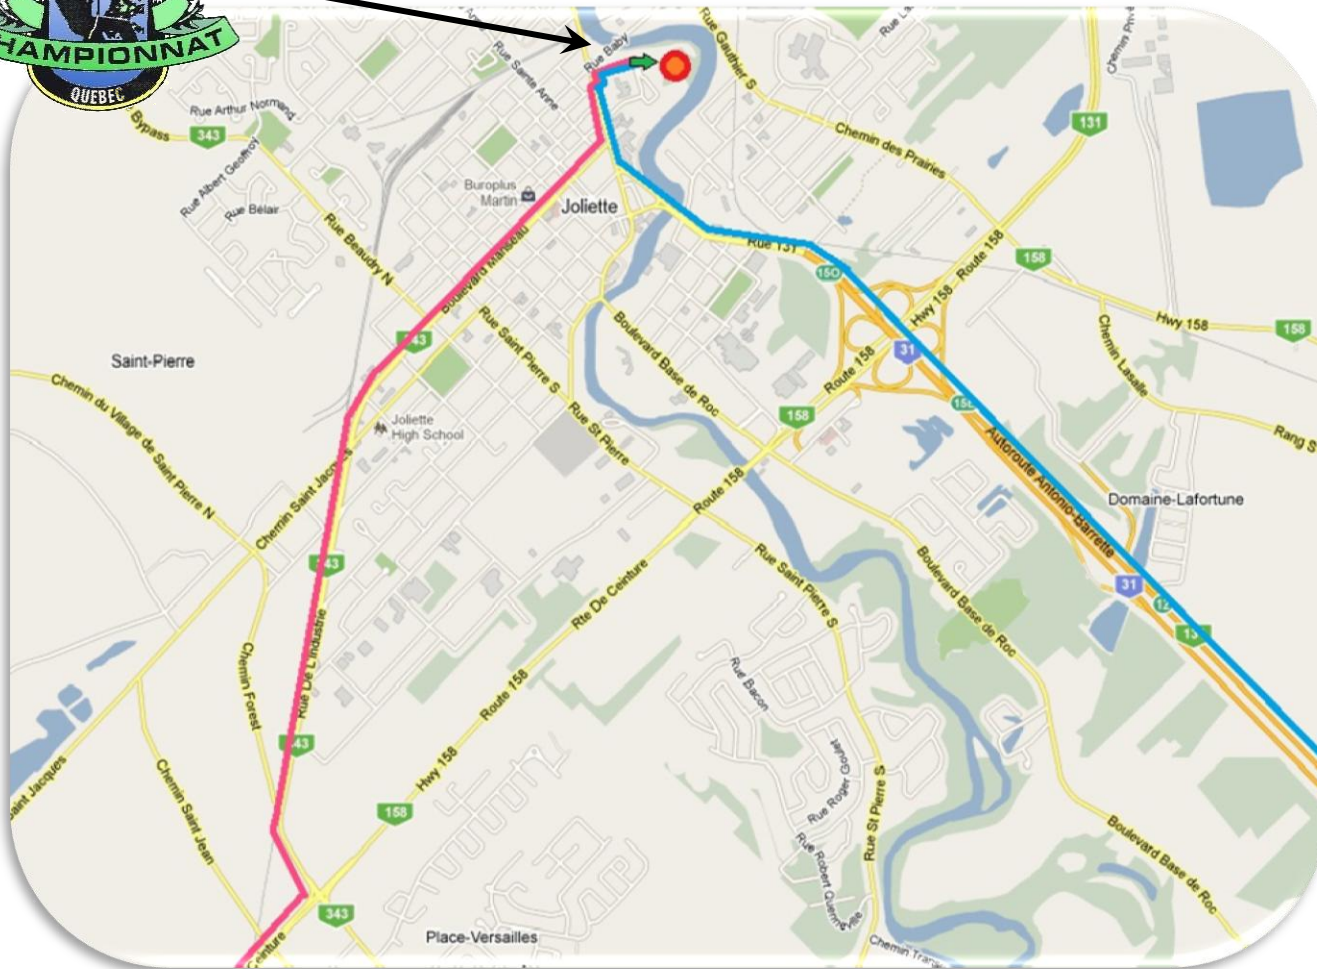 CHAMPIONNAT
QUEBEC
Rue Baby
Rue Gauthier S
Rue Sainte Anne
Bypass
343
Rue Arthur Normand
Rue Albert Geoffroy
Rue Bélair
Chemin des Prairies
131
Buroplus
Martin
Joliette
Rue Beaudry N
Boulevard Manseau
Rue 131
150
Route 158
158
Hwy 158
Hwy 158
158
31
Route 158
Chemin Lasalle
Saint-Pierre
Rue Saint Pierre S
Boulevard Base de Roc
158
Chemin du Village de Saint Pierre N
Joliette
High School
Rue St Pierre
Rang S
Autoroute Antonio-Barrette
Domaine-Lafortune
Chemin Saint Jacques
Route 158
Rue Saint Pierre S
Boulevard Base de Roc
Rte De Ceinture
31
Rue De L'Industrie
Chemin Forest
Route 158
Rue Bacon
Hwy 158
158
Rue Roger Goulet
Rue St Pierre S
Chemin Saint Jean
Saint Jacques
Boulevard Base de Roc
343
Place-Versailles
Ceinture